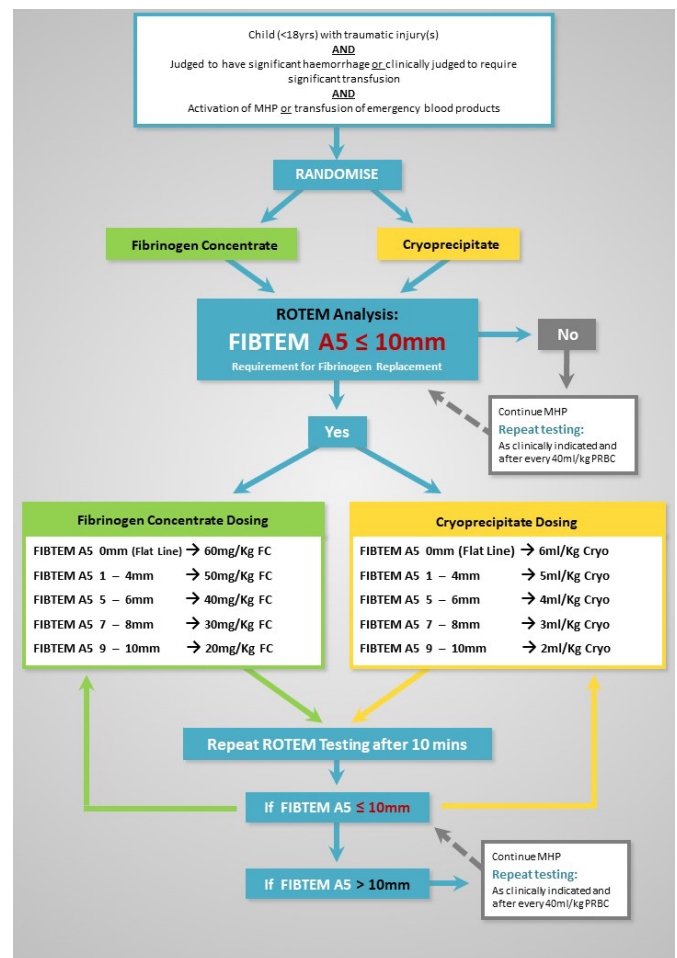 Child (<18yrs) with traumatic injury(s)
AND
Judged to have significant haemorrhage or clinically judged to require
significant transfusion
AND
Activation of MHP or transfusion of emergency blood products
RANDOMISE
Fibrinogen Concentrate
Cryoprecipitate
ROTEM Analysis:
FIBTEM A5 ≤ 10mm
Requirement for Fibrinogen Replacement
No
Continue MHP
Repeat testing:
As clinically indicated and
after every 40ml/kg PRBC
Yes
Fibrinogen Concentrate Dosing
FIBTEM A5 0mm (Flat Line) → 60mg/Kg FC
FIBTEM A5 1 – 4mm → 50mg/Kg FC
FIBTEM A5 5 – 6mm → 40mg/Kg FC
FIBTEM A5 7 – 8mm → 30mg/Kg FC
FIBTEM A5 9 – 10mm → 20mg/Kg FC
Cryoprecipitate Dosing
FIBTEM A5 0mm (Flat Line) → 6ml/Kg Cryo
FIBTEM A5 1 – 4mm → 5ml/Kg Cryo
FIBTEM A5 5 – 6mm → 4ml/Kg Cryo
FIBTEM A5 7 – 8mm → 3ml/Kg Cryo
FIBTEM A5 9 – 10mm → 2ml/Kg Cryo
Repeat ROTEM Testing after 10 mins
If FIBTEM A5 ≤ 10mm
If FIBTEM A5 > 10mm
Continue MHP
Repeat testing:
As clinically indicated and
after every 40ml/kg PRBC